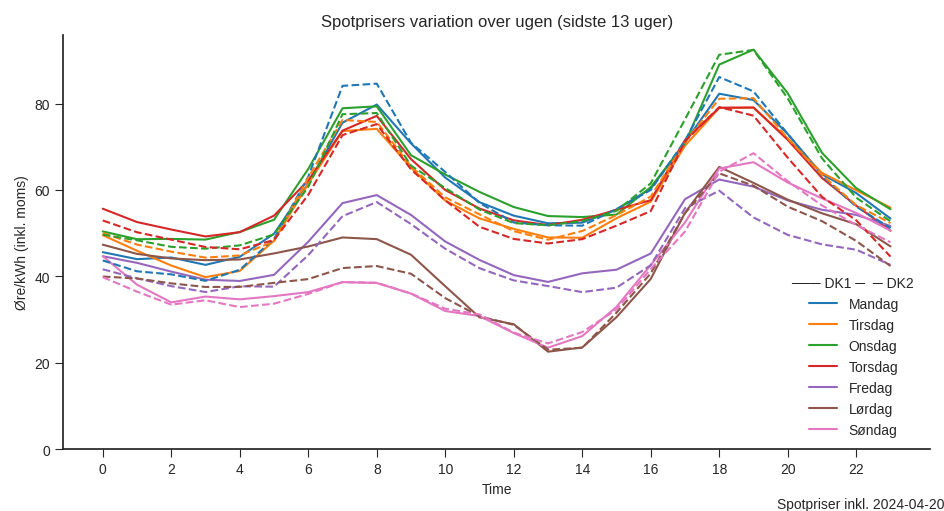 Spotprisers variation over ugen (sidste 13 uger)
Øre/kWh (inkl. moms)
80
60
40
20
0
0 2 4 6 8 10 12 14 16 18 20 22
Time
DK1 DK2
Mandag
Tirsdag
Onsdag
Torsdag
Fredag
Lørdag
Søndag
Spotpriser inkl. 2024-04-20